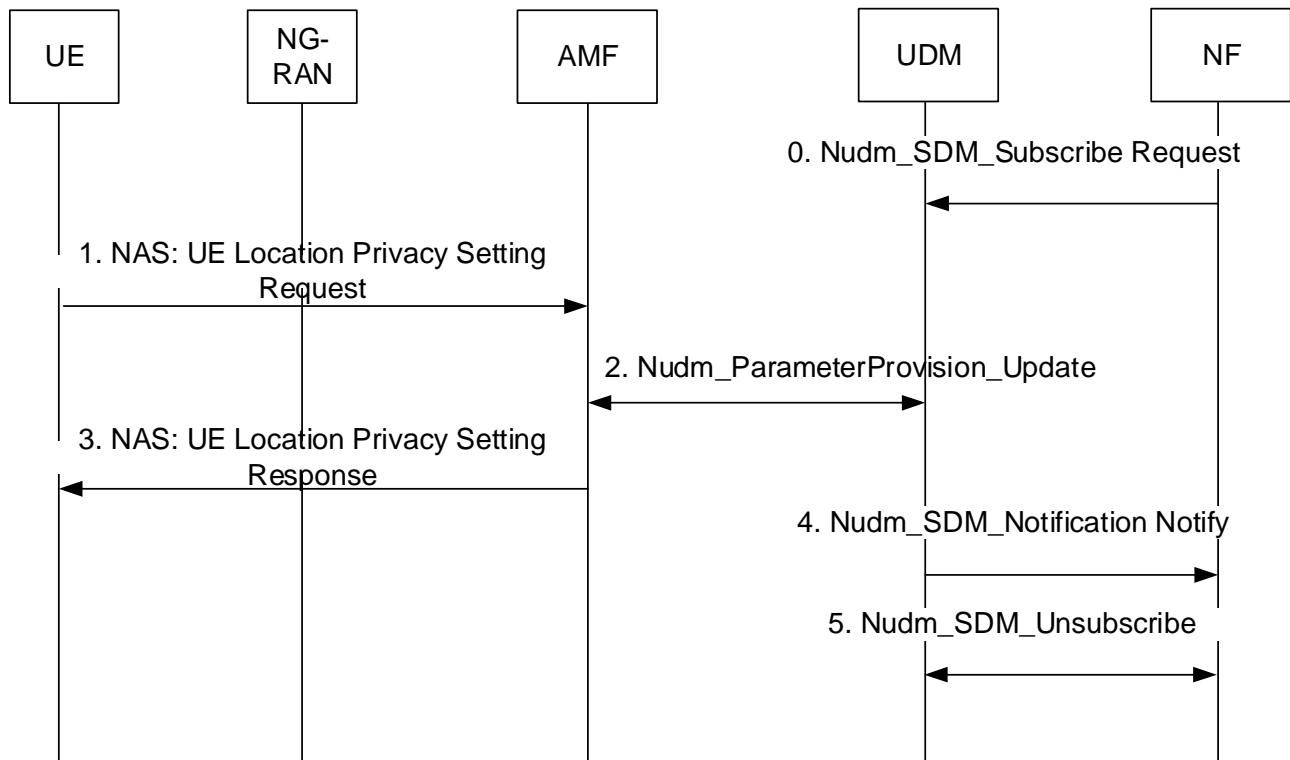 UE
NG-
RAN
AMF
UDM
NF
0. Nudm_SDM_Subscribe Request
1. NAS: UE Location Privacy Setting
Request
2. Nudm_ParameterProvision_Update
3. NAS: UE Location Privacy Setting
Response
4. Nudm_SDM_Notification Notify
5. Nudm_SDM_Unsubscribe